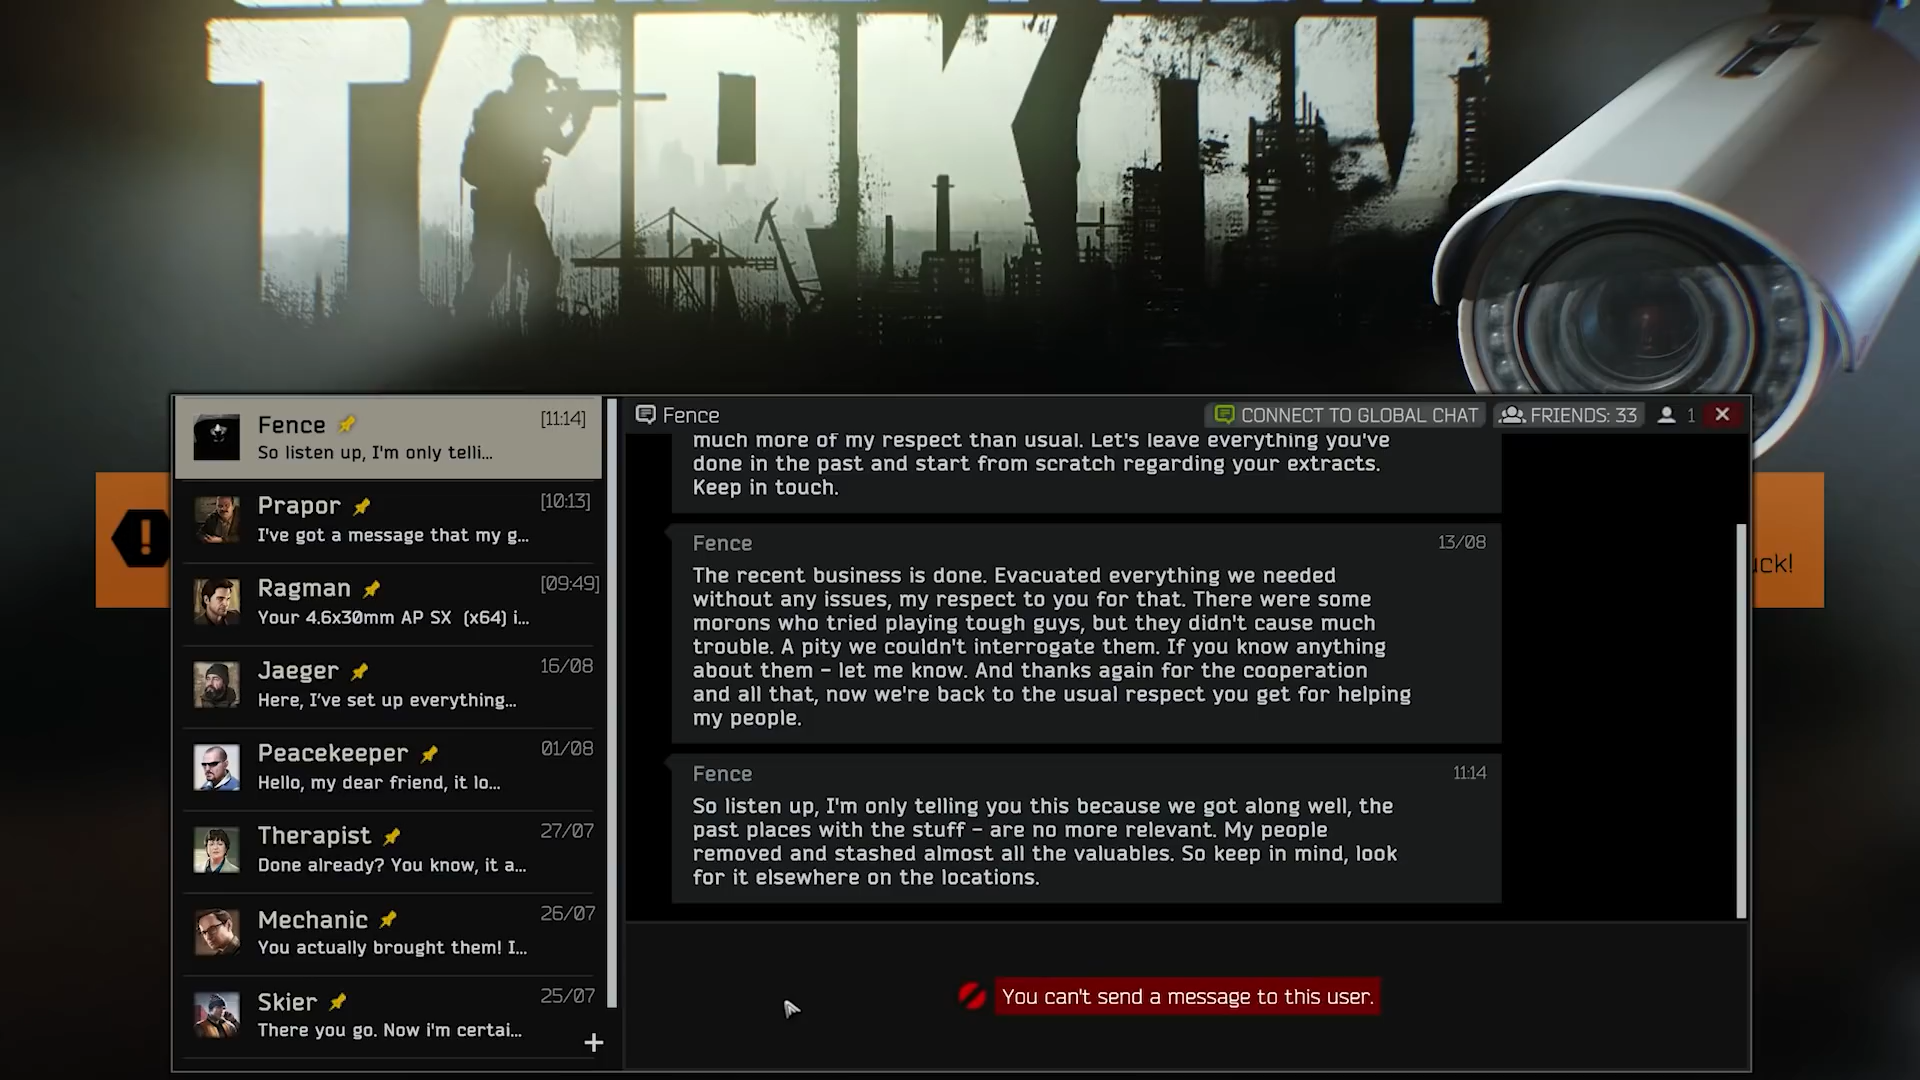 TARKOV
Fence
[11:14]
So listen up, I'm only telli...
Prapor
[10:13]
I've got a message that my g...
Ragman
[09:49]
Your 4.6x30mm AP SX (x64) i...
Jaeger
16/08
Here, I've set up everything...
Peacekeeper
01/08
Hello, my dear friend, it lo...
Therapist
27/07
Done already? You know, it a...
Mechanic
26/07
You actually brought them! I...
Skier
25/07
There you go. Now i'm certai...
+
Fence
CONNECT TO GLOBAL CHAT
FRIENDS: 33
1
much more of my respect than usual. Let's leave everything you've
done in the past and start from scratch regarding your extracts.
Keep in touch.
Fence
13/08
The recent business is done. Evacuated everything we needed
without any issues, my respect to you for that. There were some
morons who tried playing tough guys, but they didn't cause much
trouble. A pity we couldn't interrogate them. If you know anything
about them – let me know. And thanks again for the cooperation
and all that, now we're back to the usual respect you get for helping
my people.
Fence
11:14
So listen up, I'm only telling you this because we got along well, the
past places with the stuff – are no more relevant. My people
removed and stashed almost all the valuables. So keep in mind, look
for it elsewhere on the locations.
You can't send a message to this user.